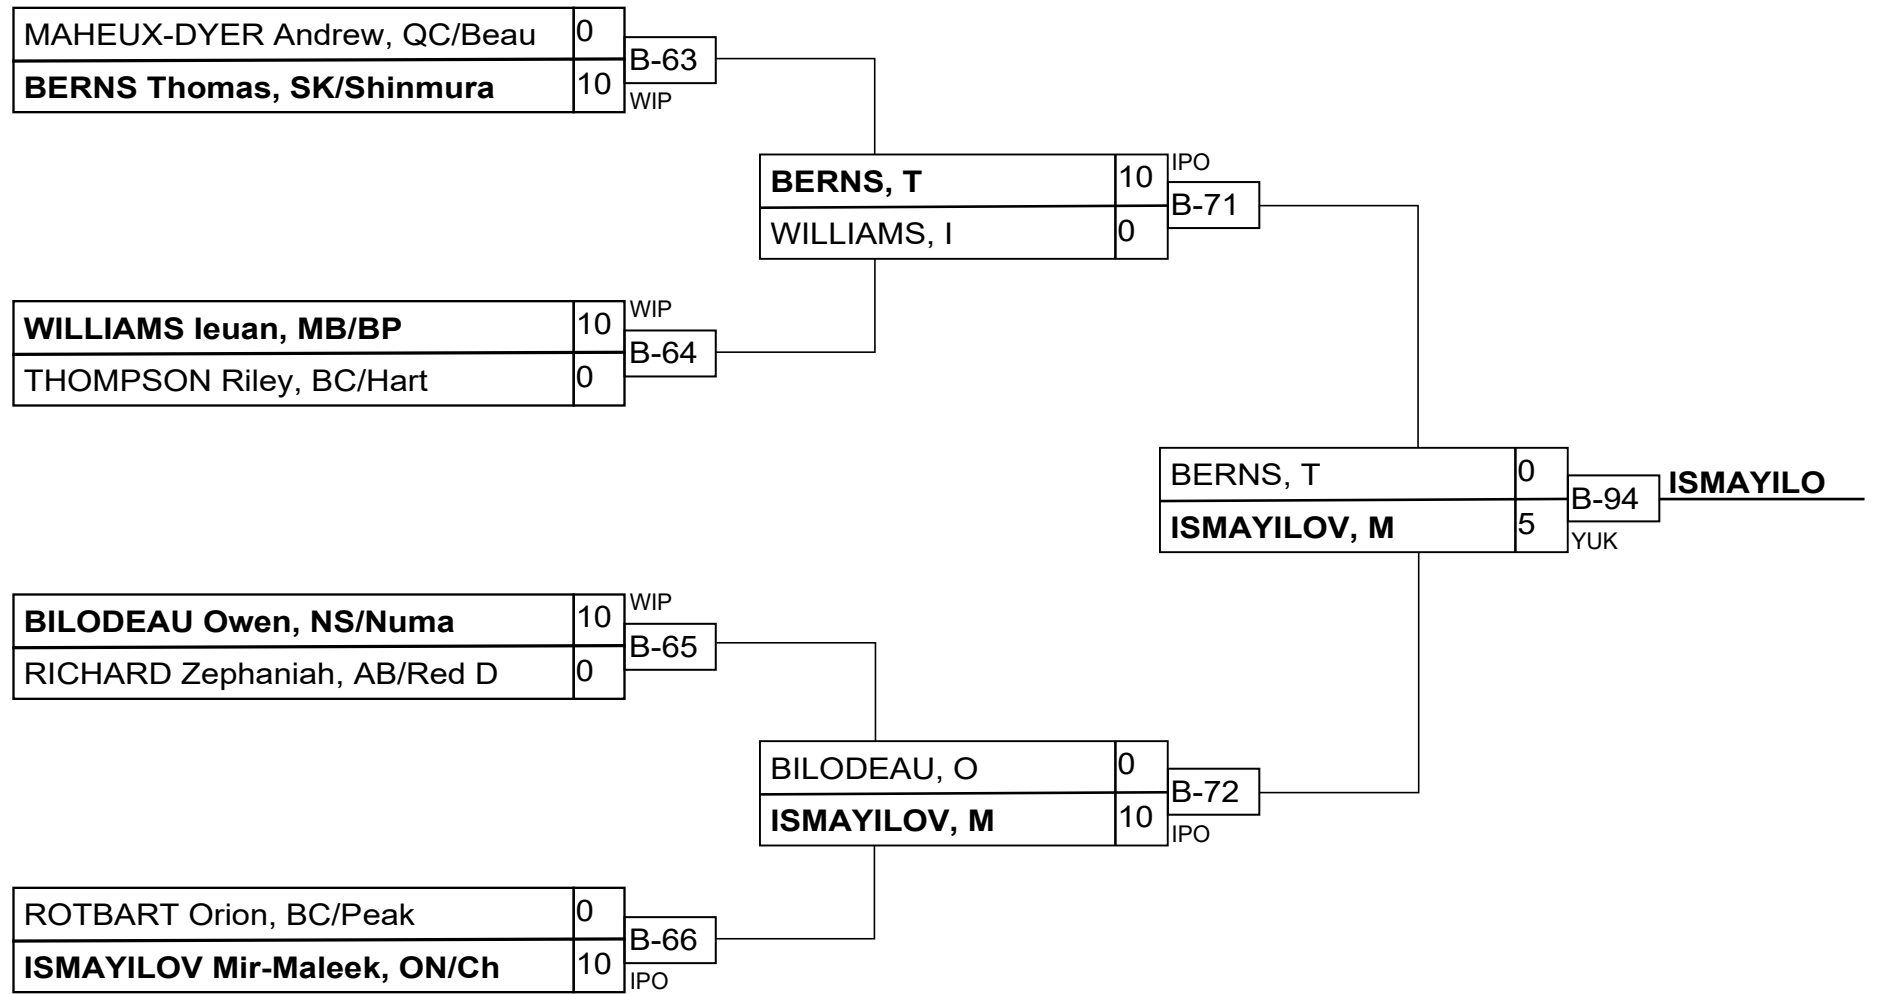 MAHEUX-DYER Andrew, QC/Beau 0
B-63
BERNS Thomas, SK/Shinmura 10
WIP
BERNS, T 10
IPO
B-71
WILLIAMS, I 0
WILLIAMS Ieuan, MB/BP 10
WIP
B-64
THOMPSON Riley, BC/Hart 0
BERNS, T 0
B-94
ISMAYILO
ISMAYILOV, M 5
YUK
BILODEAU Owen, NS/Numa 10
WIP
B-65
RICHARD Zephaniah, AB/Red D 0
BILODEAU, O 0
B-72
ISMAYILOV, M 10
IPO
ROTBART Orion, BC/Peak 0
B-66
ISMAYILOV Mir-Maleek, ON/Ch 10
IPO